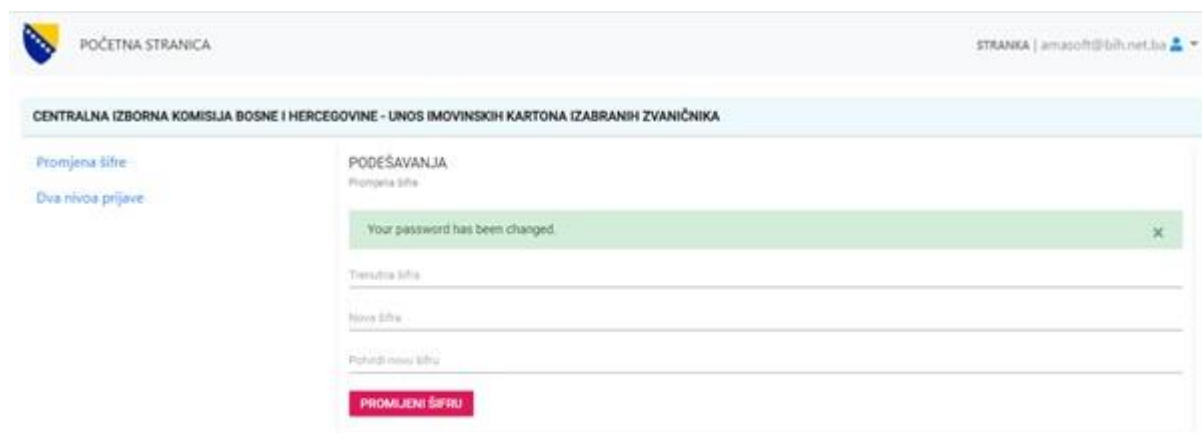 POČETNA STRANICA
STRANKA | amasoft@bih.net.ba
CENTRALNA IZBORNA KOMISIJA BOSNE I HERCEGOVINE - UNOS IMOVINSKIH KARTONA IZABRANIH ZVANIČNIKA
Promjena šifre
Dva nivoa prijave
PODEŠAVANJA
Promjena šifre
Your password has been changed.
Trenutna šifra
Nova šifra
Potvrdi novu šifru
PROMIJENI ŠIFRU